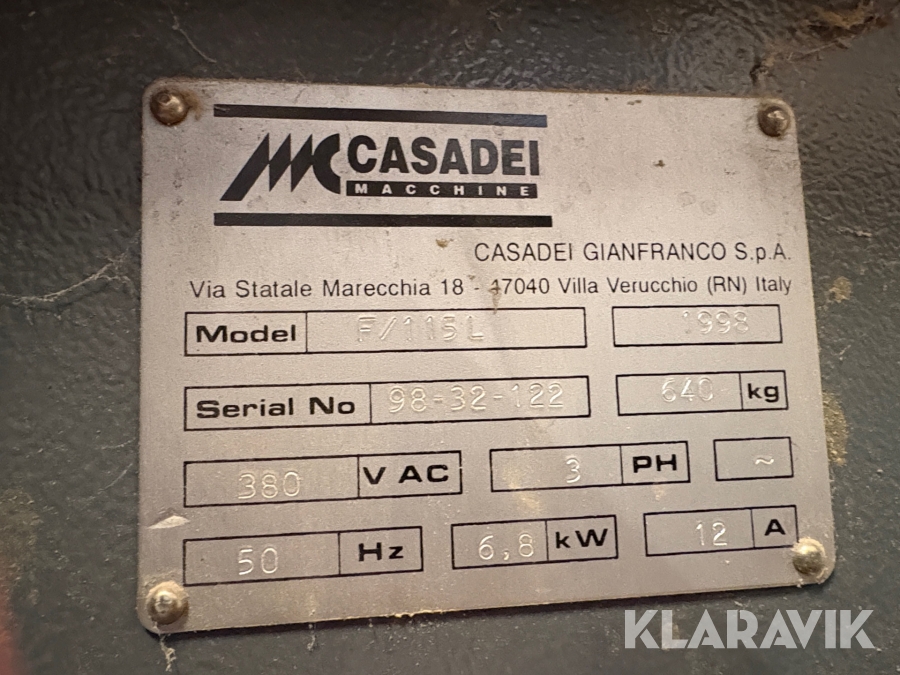 CASADEI
MACCHINE
CASADEI GIANFRANCO S.p.A.
Via Statale Marecchia 18 - 47040 Villa Verucchio (RN) Italy
Model F/115L 1998
Serial No 98-32-122 640 kg
380 V AC 3 PH ~
50 Hz 6,8 kW 12 A
KLARAVIK